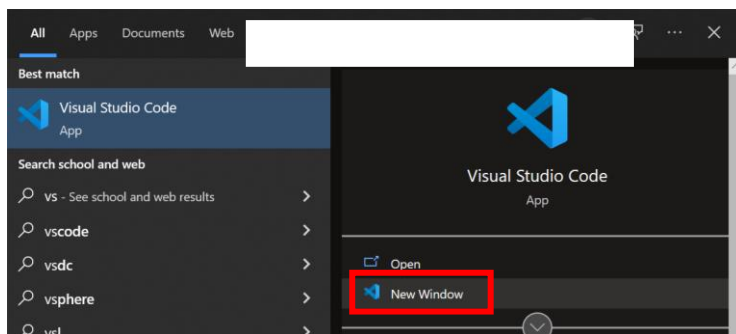 All Apps Documents Web
Best match
Visual Studio Code
App
Search school and web
vs - See school and web results
vscode
vsdc
vsphere
Visual Studio Code
App
Open
New Window